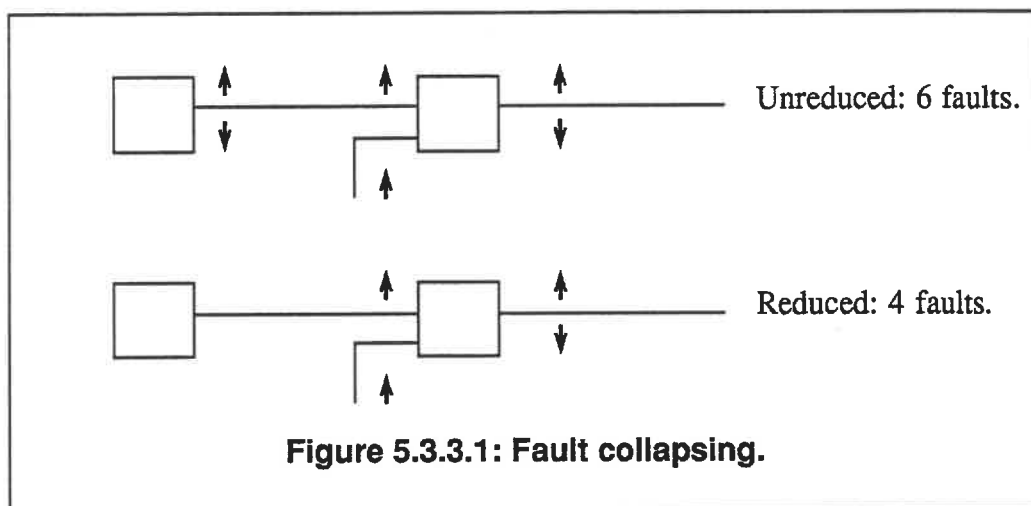 Unreduced: 6 faults.
Reduced: 4 faults.
Figure 5.3.3.1: Fault collapsing.